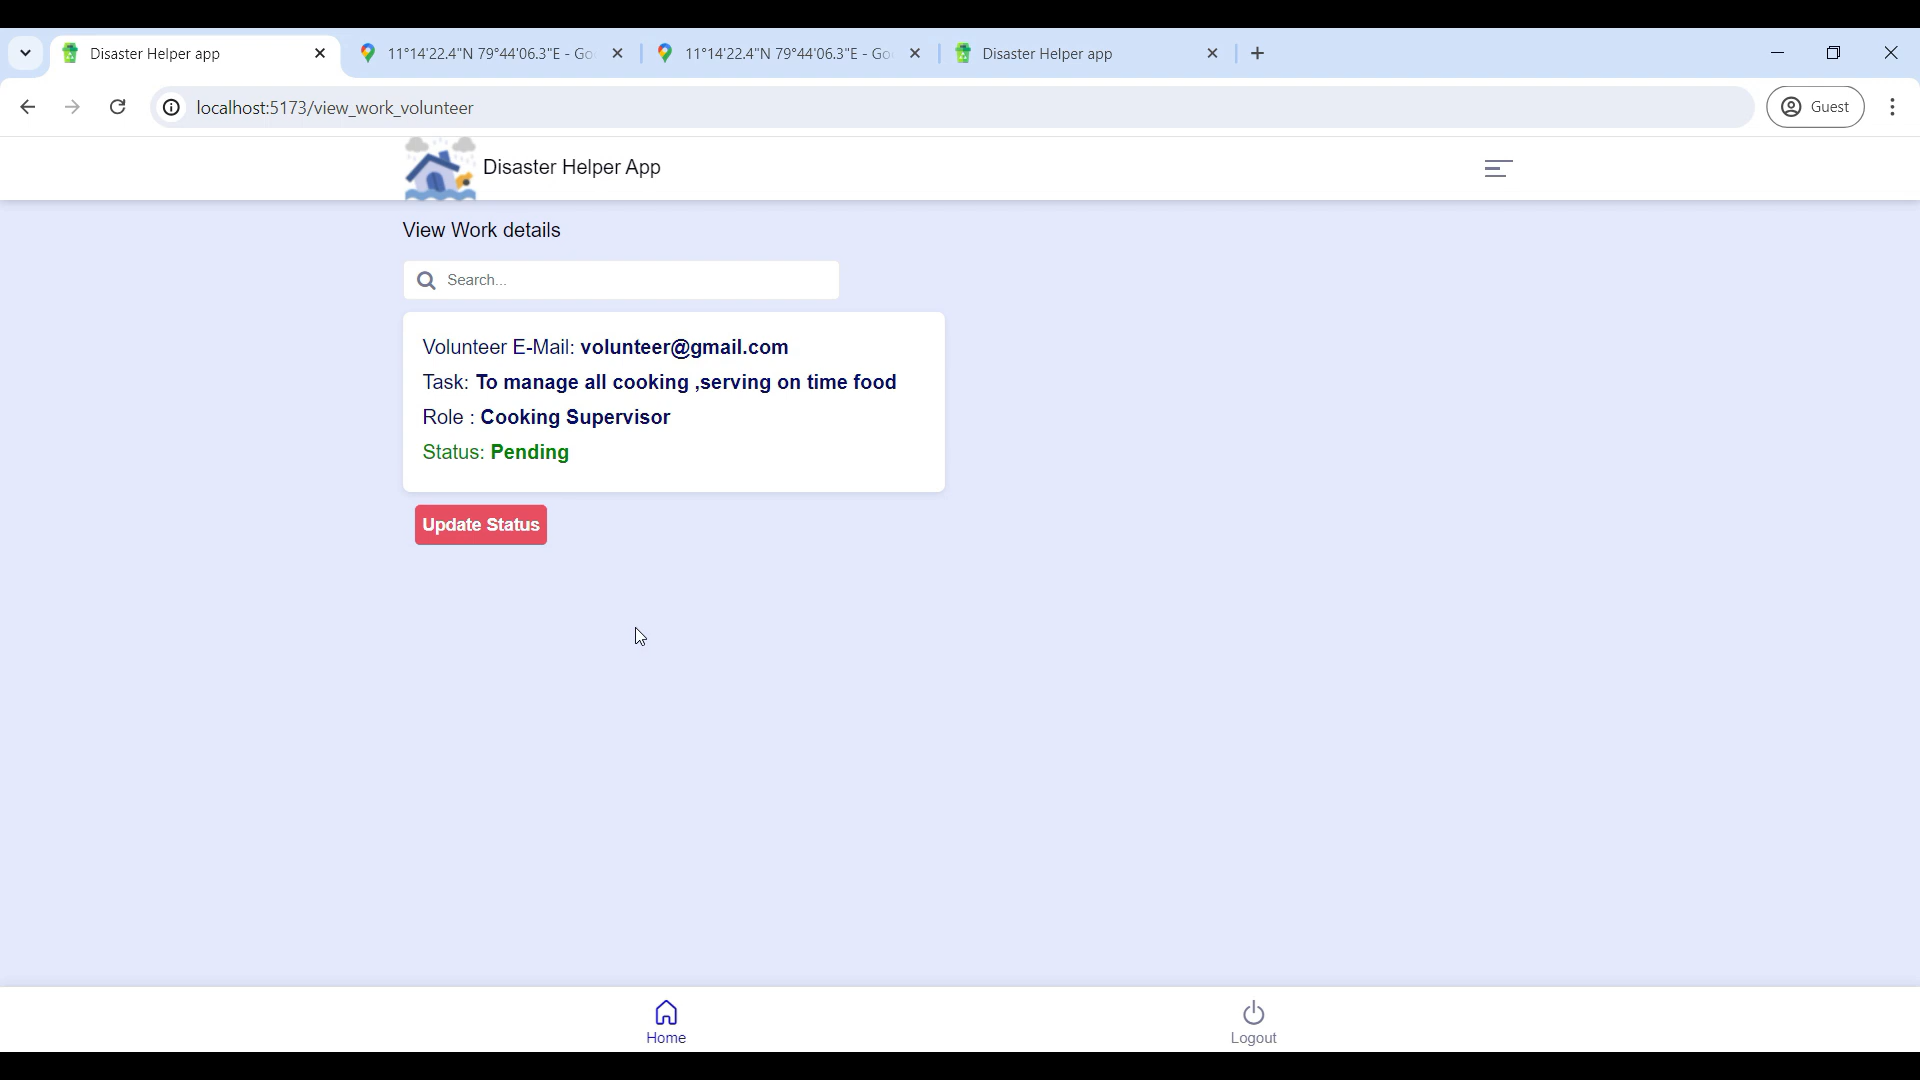 Disaster Helper app
11°14'22.4"N 79°44'06.3"E - Go
11°14'22.4"N 79°44'06.3"E - Go
Disaster Helper app
localhost:5173/view_work_volunteer
Guest
Disaster Helper App
View Work details
Search...
Volunteer E-Mail: volunteer@gmail.com
Task: To manage all cooking ,serving on time food
Role : Cooking Supervisor
Status: Pending
Update Status
Home
Logout